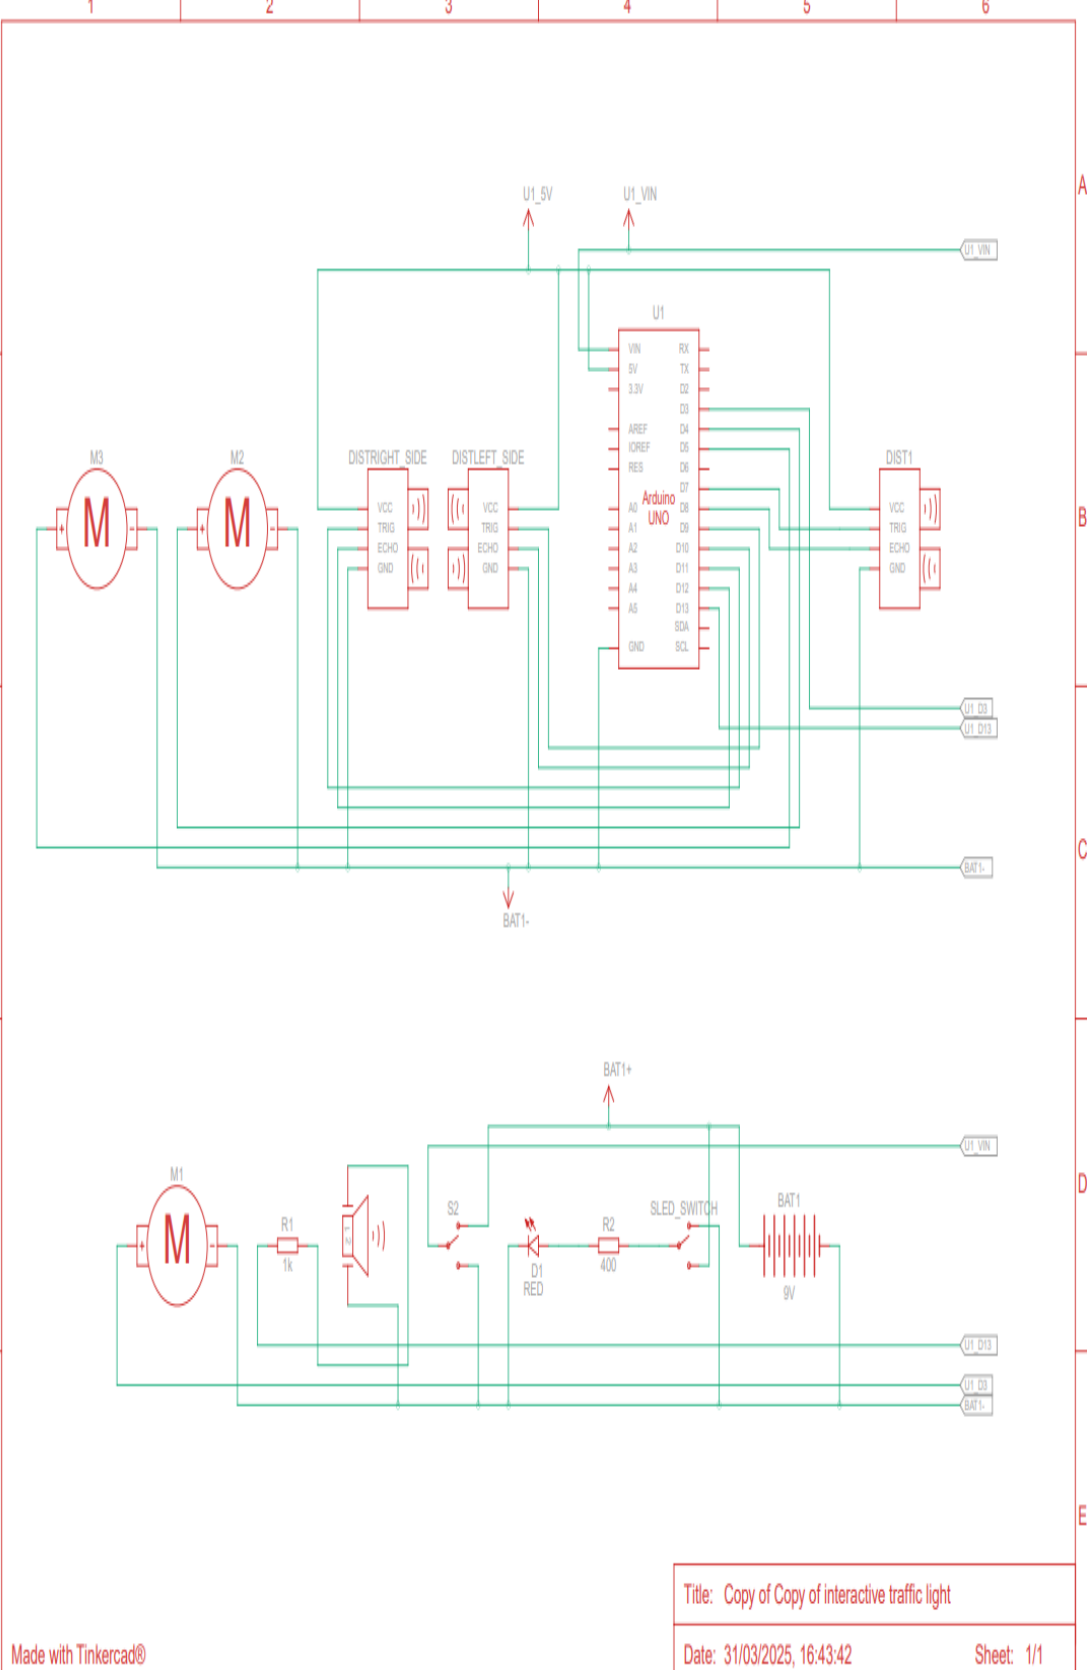 1 2 3 4 5 6
A
U1_5V U1_VIN
U1_VIN
U1
VIN RX
5V TX
3.3V D2
D3
AREF D4
IOREF D5
RES D6
D7
A0 D8
A1 D9
A2 D10
A3 D11
A4 D12
A5 D13
SDA
GND SCL
Arduino
UNO
M3 M2 DISTRIGHT_SIDE DISTLEFT_SIDE DIST1
B
+ M - + M -
VCC VCC VCC
TRIG TRIG TRIG
ECHO ECHO ECHO
GND GND GND
U1_D3
U1_D13
C
BAT1-
BAT1-
BAT1+
U1_VIN
D
M1 S2 SLED_SWITCH BAT1
R1 R2
+ M -
1 2
1k D1 400
RED 9V
U1_D13
U1_D3
BAT1-
E
Title: Copy of Copy of interactive traffic light
Made with Tinkercad® Date: 31/03/2025, 16:43:42 Sheet: 1/1